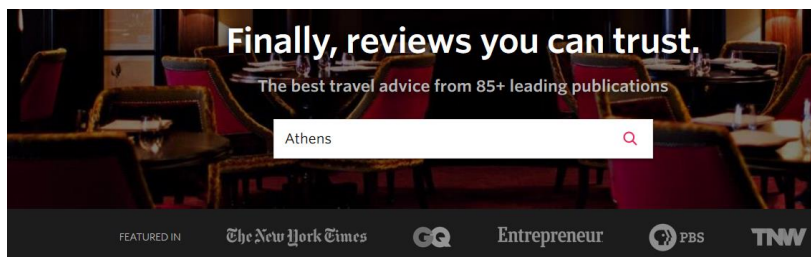 Finally, reviews you can trust.
The best travel advice from 85+ leading publications
Athens
FEATURED IN The New York Times GQ Entrepreneur PBS TNW